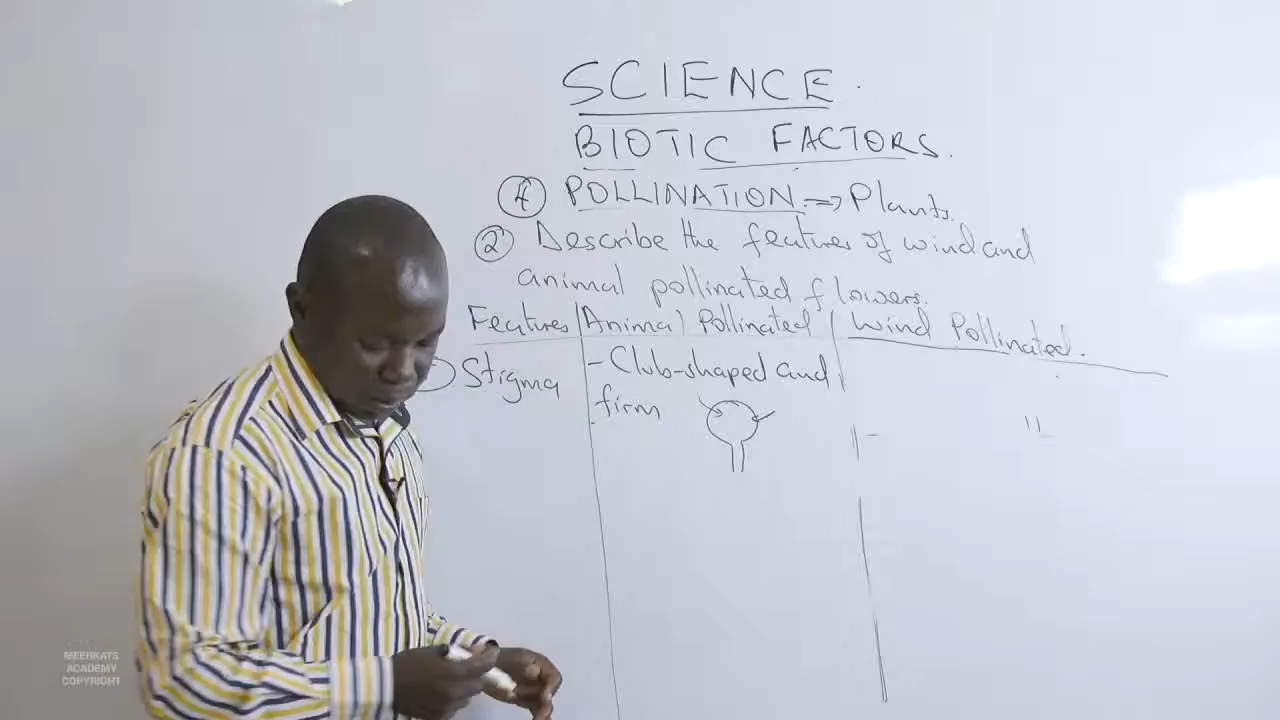 SCIENCE.
BIOTIC FACTORS.
4 POLLINATION. => Plants.
2 Describe the features of wind and
animal pollinated flowers.
Features | Animal Pollinated | Wind Pollinated.
Stigma - Club-shaped and
firm
MEERKATS
ACADEMY
COPYRIGHT